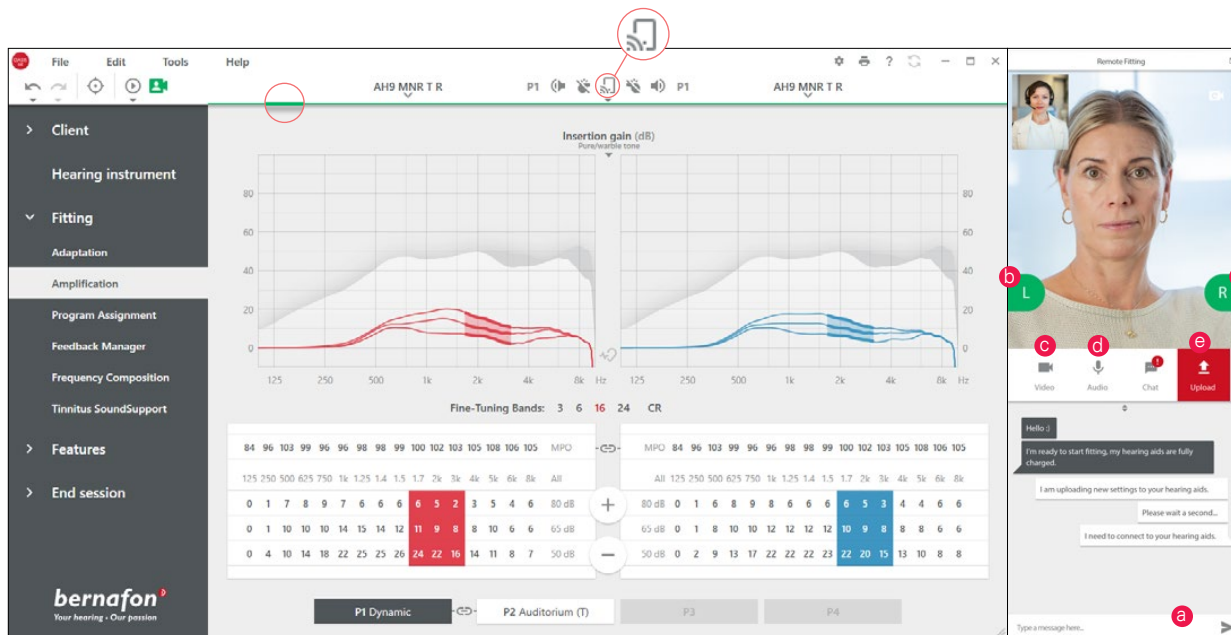 OASIS
File Edit Tools Help
AH9 MNR T R P1 P1 AH9 MNR T R
Remote Fitting
Client
Hearing instrument
Fitting
Adaptation
Amplification
Program Assignment
Feedback Manager
Frequency Composition
Tinnitus SoundSupport
Features
End session
bernafon
Your hearing • Our passion
Insertion gain (dB)
Pure/warble tone
80 80
60 60
40 40
20 20
0 0
125 250 500 1k 2k 4k 8k Hz 125 250 500 1k 2k 4k 8k Hz
Fine-Tuning Bands: 3 6 16 24 CR
84 96 103 99 96 96 98 98 99 100 102 103 105 108 106 105 MPO MPO 84 96 103 99 96 96 98 98 99 100 102 103 105 108 106 105
125 250 500 625 750 1k 1.25 1.4 1.5 1.7 2k 3k 4k 5k 6k 8k All All 125 250 500 625 750 1k 1.25 1.4 1.5 1.7 2k 3k 4k 5k 6k 8k
0 1 7 8 9 7 6 6 6 6 5 2 3 5 4 6 80 dB + 80 dB 0 1 6 8 9 8 6 6 6 6 5 3 4 4 6 6
0 1 10 10 10 14 15 14 12 11 9 8 8 10 6 6 65 dB 65 dB 0 1 8 10 10 12 12 12 12 10 9 8 8 8 6 6
0 4 10 14 18 22 25 25 26 24 22 16 14 11 8 7 50 dB − 50 dB 0 2 9 13 17 22 22 22 23 22 20 15 13 10 8 8
P1 Dynamic P2 Auditorium (T) P3 P4
b L R
c d e
Video Audio Chat Upload
Hello :)
I'm ready to start fitting, my hearing aids are fully
charged.
I am uploading new settings to your hearing aids.
Please wait a second...
I need to connect to your hearing aids.
a
Type a message here...